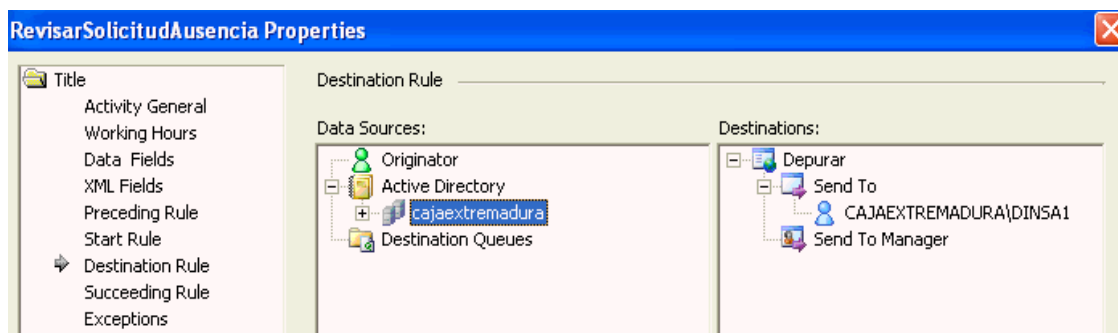 RevisarSolicitudAusencia Properties
Title
Activity General
Working Hours
Data Fields
XML Fields
Preceding Rule
Start Rule
Destination Rule
Succeeding Rule
Exceptions
Destination Rule
Data Sources:
Originator
Active Directory
cajaextremadura
Destination Queues
Destinations:
Depurar
Send To
CAJAEXTREMADURA\DINSA1
Send To Manager